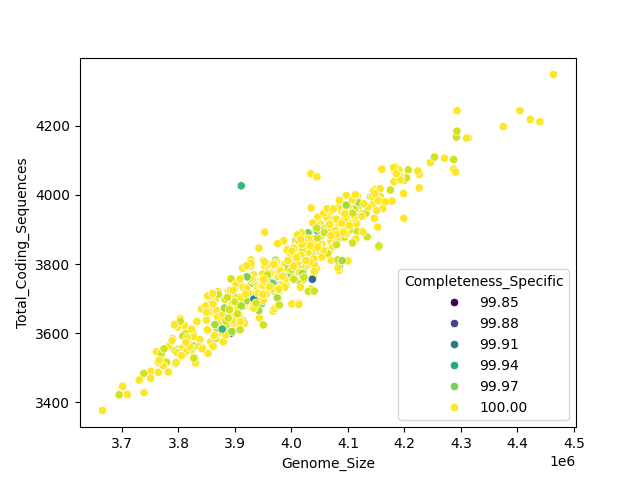 Total_Coding_Sequences
4200
4000
3800
3600
3400
Completeness_Specific
99.85
99.88
99.91
99.94
99.97
100.00
3.7 3.8 3.9 4.0 4.1 4.2 4.3 4.4 4.5
1e6
Genome_Size